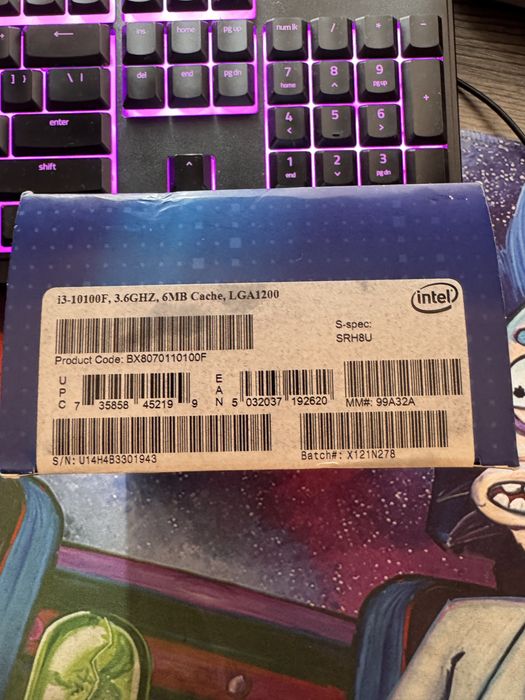 ins home pg up num lk / * -
←
] } \ | del end pg dn 7 home 8 ^ 9 pg up +
4 < 5 6 >
enter
shift ^ 1 end 2 ⌄ 3 pg dn
i3-10100F, 3.6GHZ, 6MB Cache, LGA1200
intel
S-spec:
SRH8U
Product Code: BX8070110100F
UPC 7 35858 45219 9
EAN 5 032037 192620
MM#: 99A32A
S/N: U14H4B3301943
Batch#: X121N278